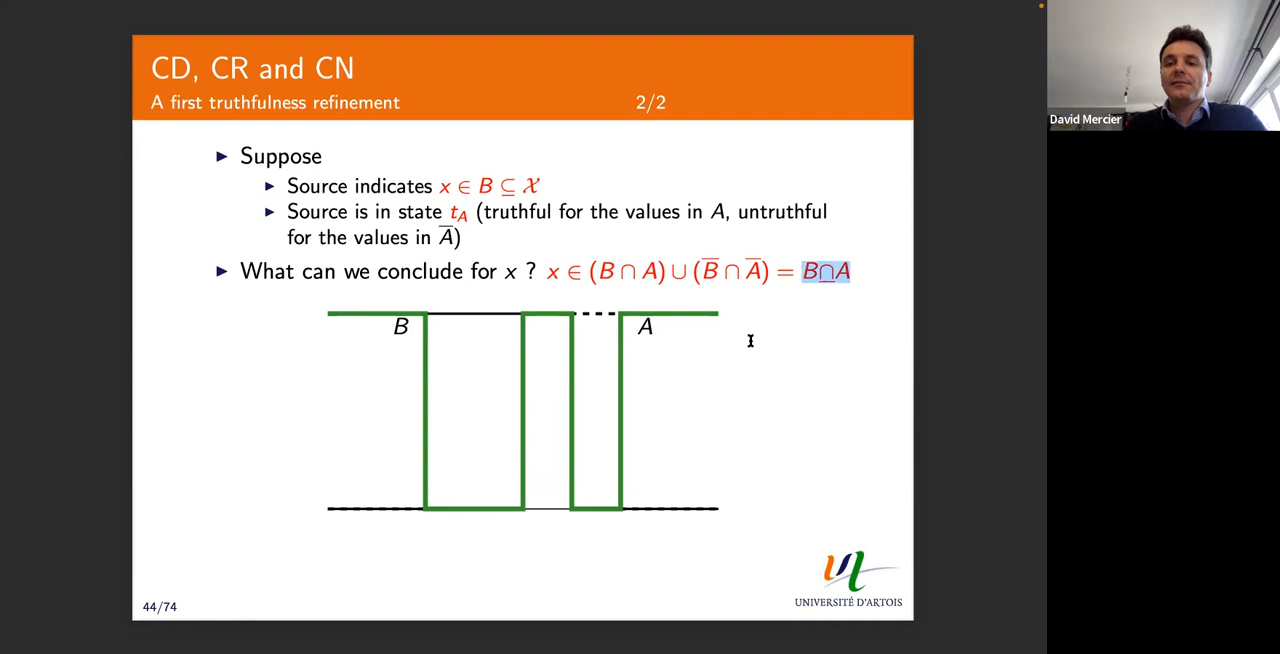 CD, CR and CN
A first truthfulness refinement 2/2
Suppose
Source indicates x ∈ B ⊆ 𝒳
Source is in state t_A (truthful for the values in A, untruthful
for the values in A̅)
What can we conclude for x ? x ∈ (B ∩ A) ∪ (B̅ ∩ A̅) = B∩̲A
B
A
UNIVERSITÉ D'ARTOIS
44/74
David Mercier